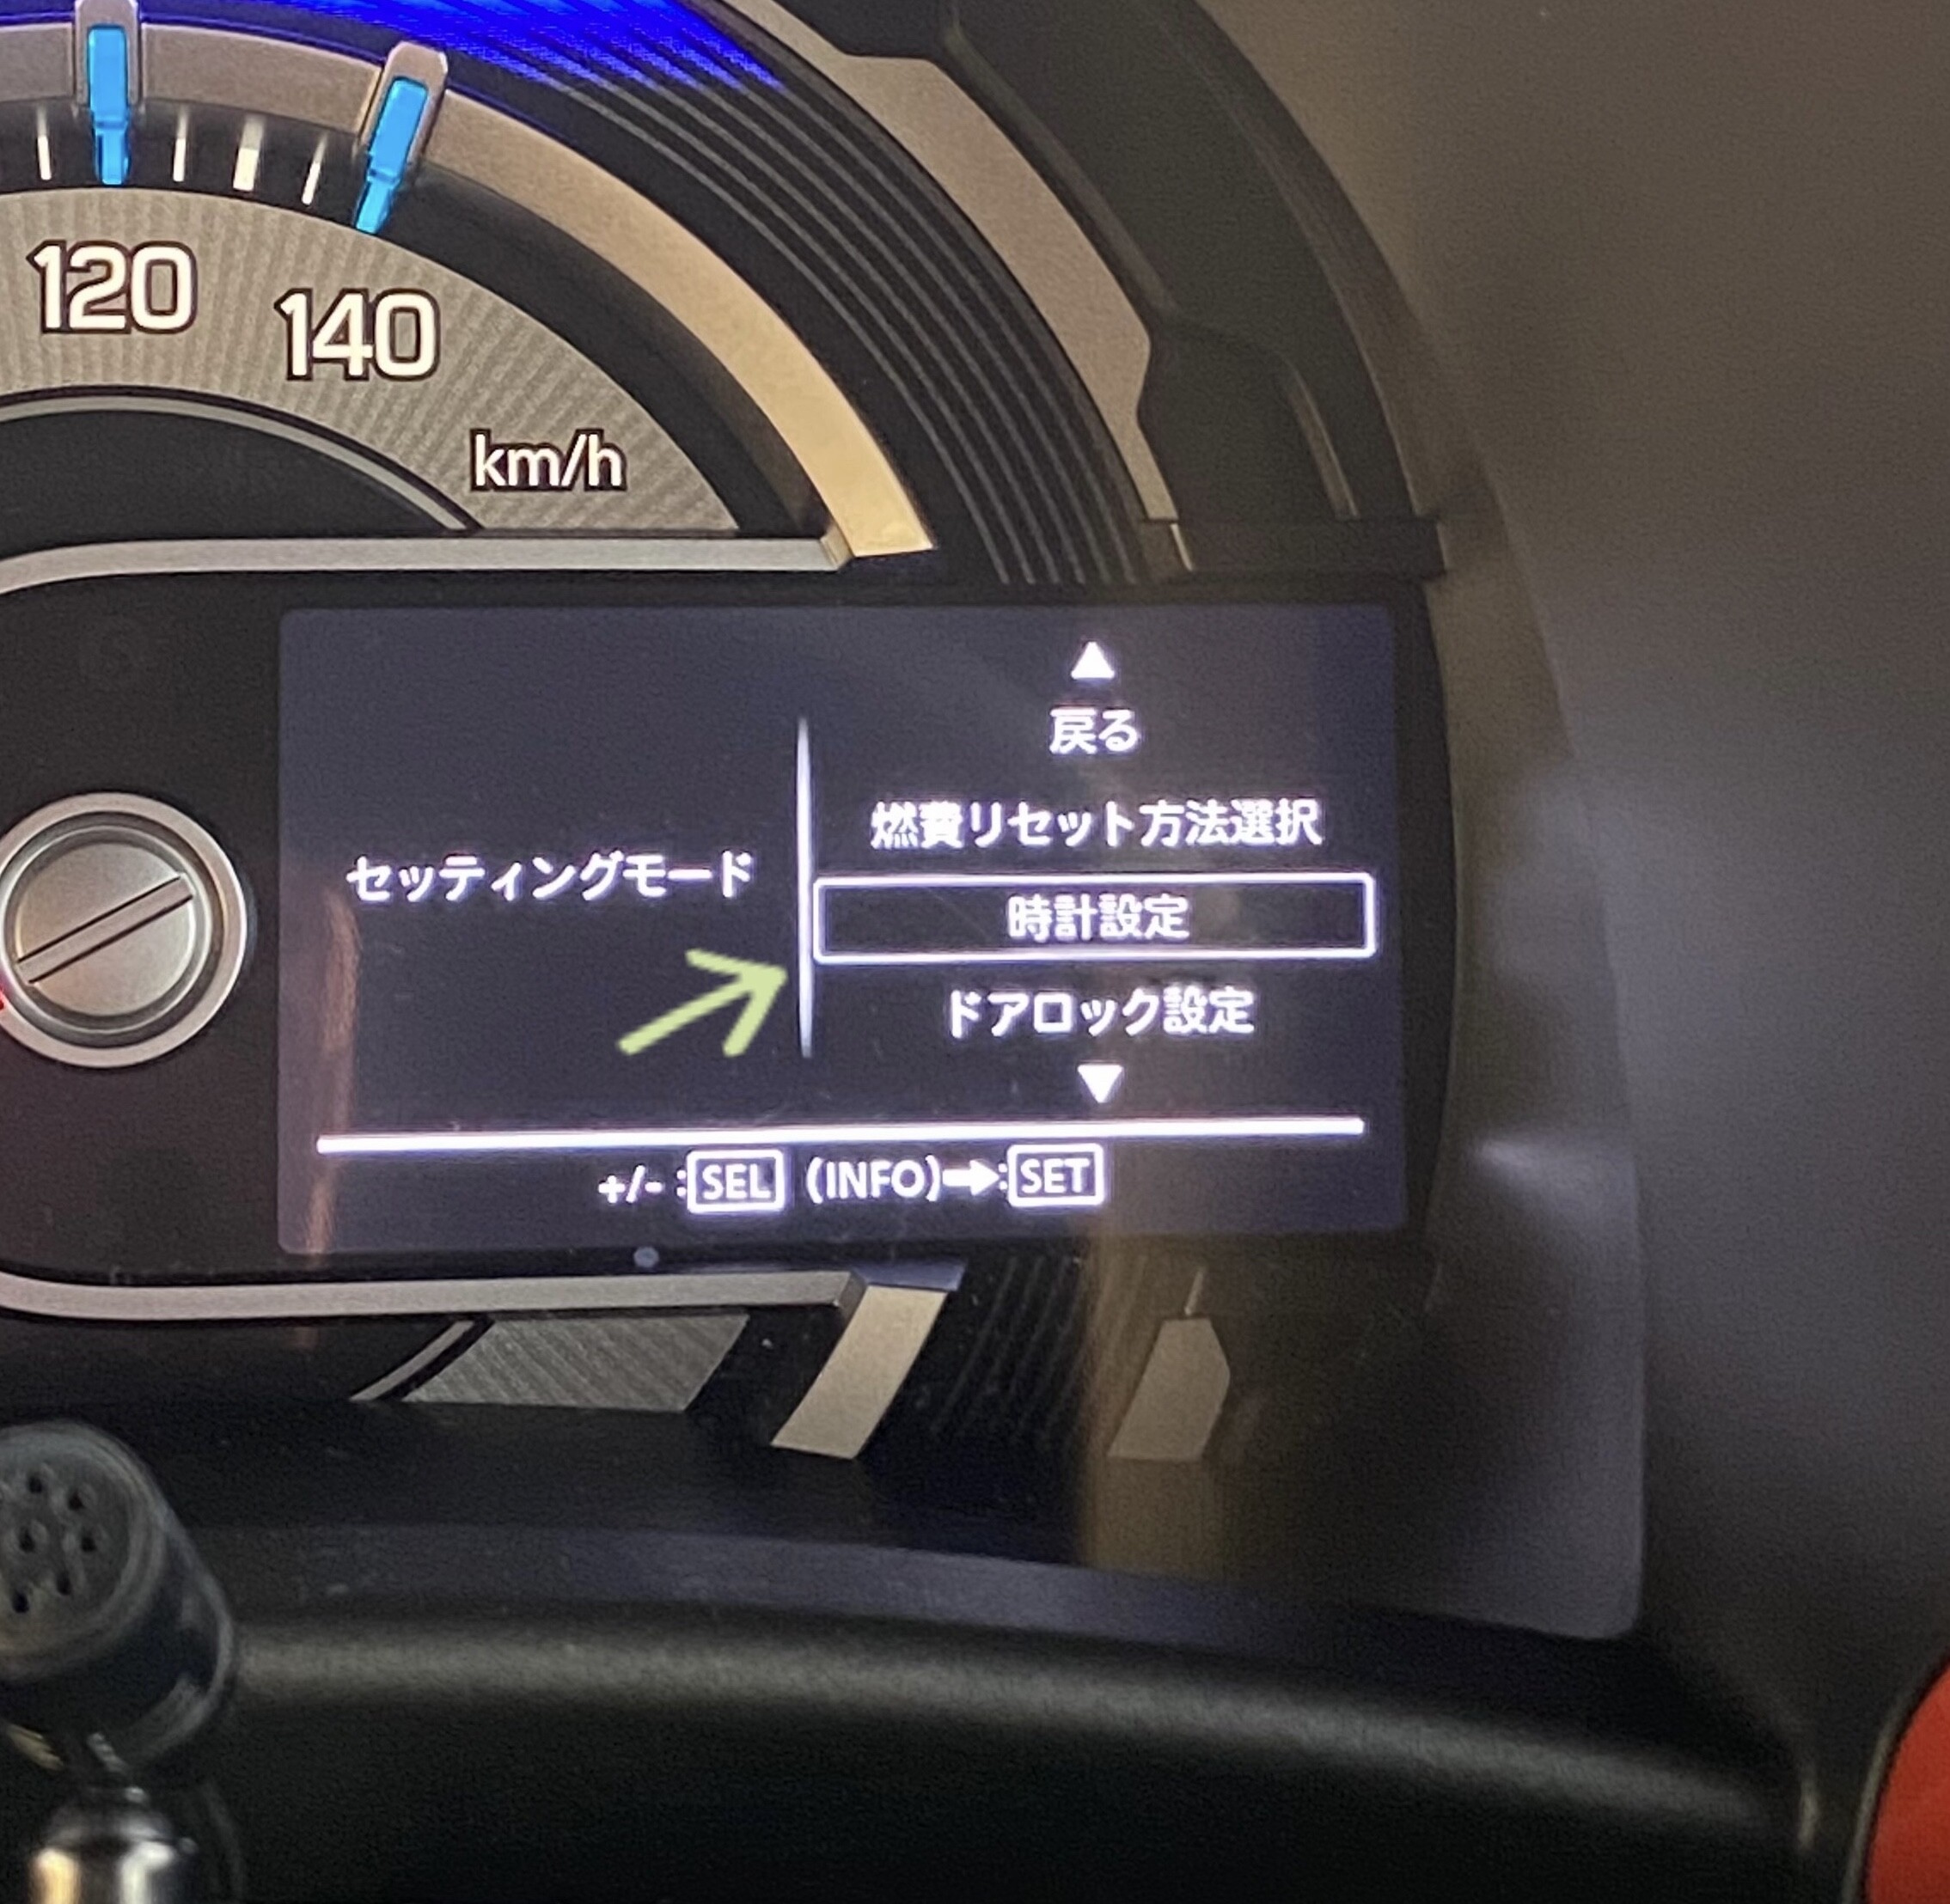 120
140
km/h
▲
戻る
燃費リセット方法選択
セッティングモード
時計設定
ドアロック設定
▼
+/- :SEL (INFO)➡:SET